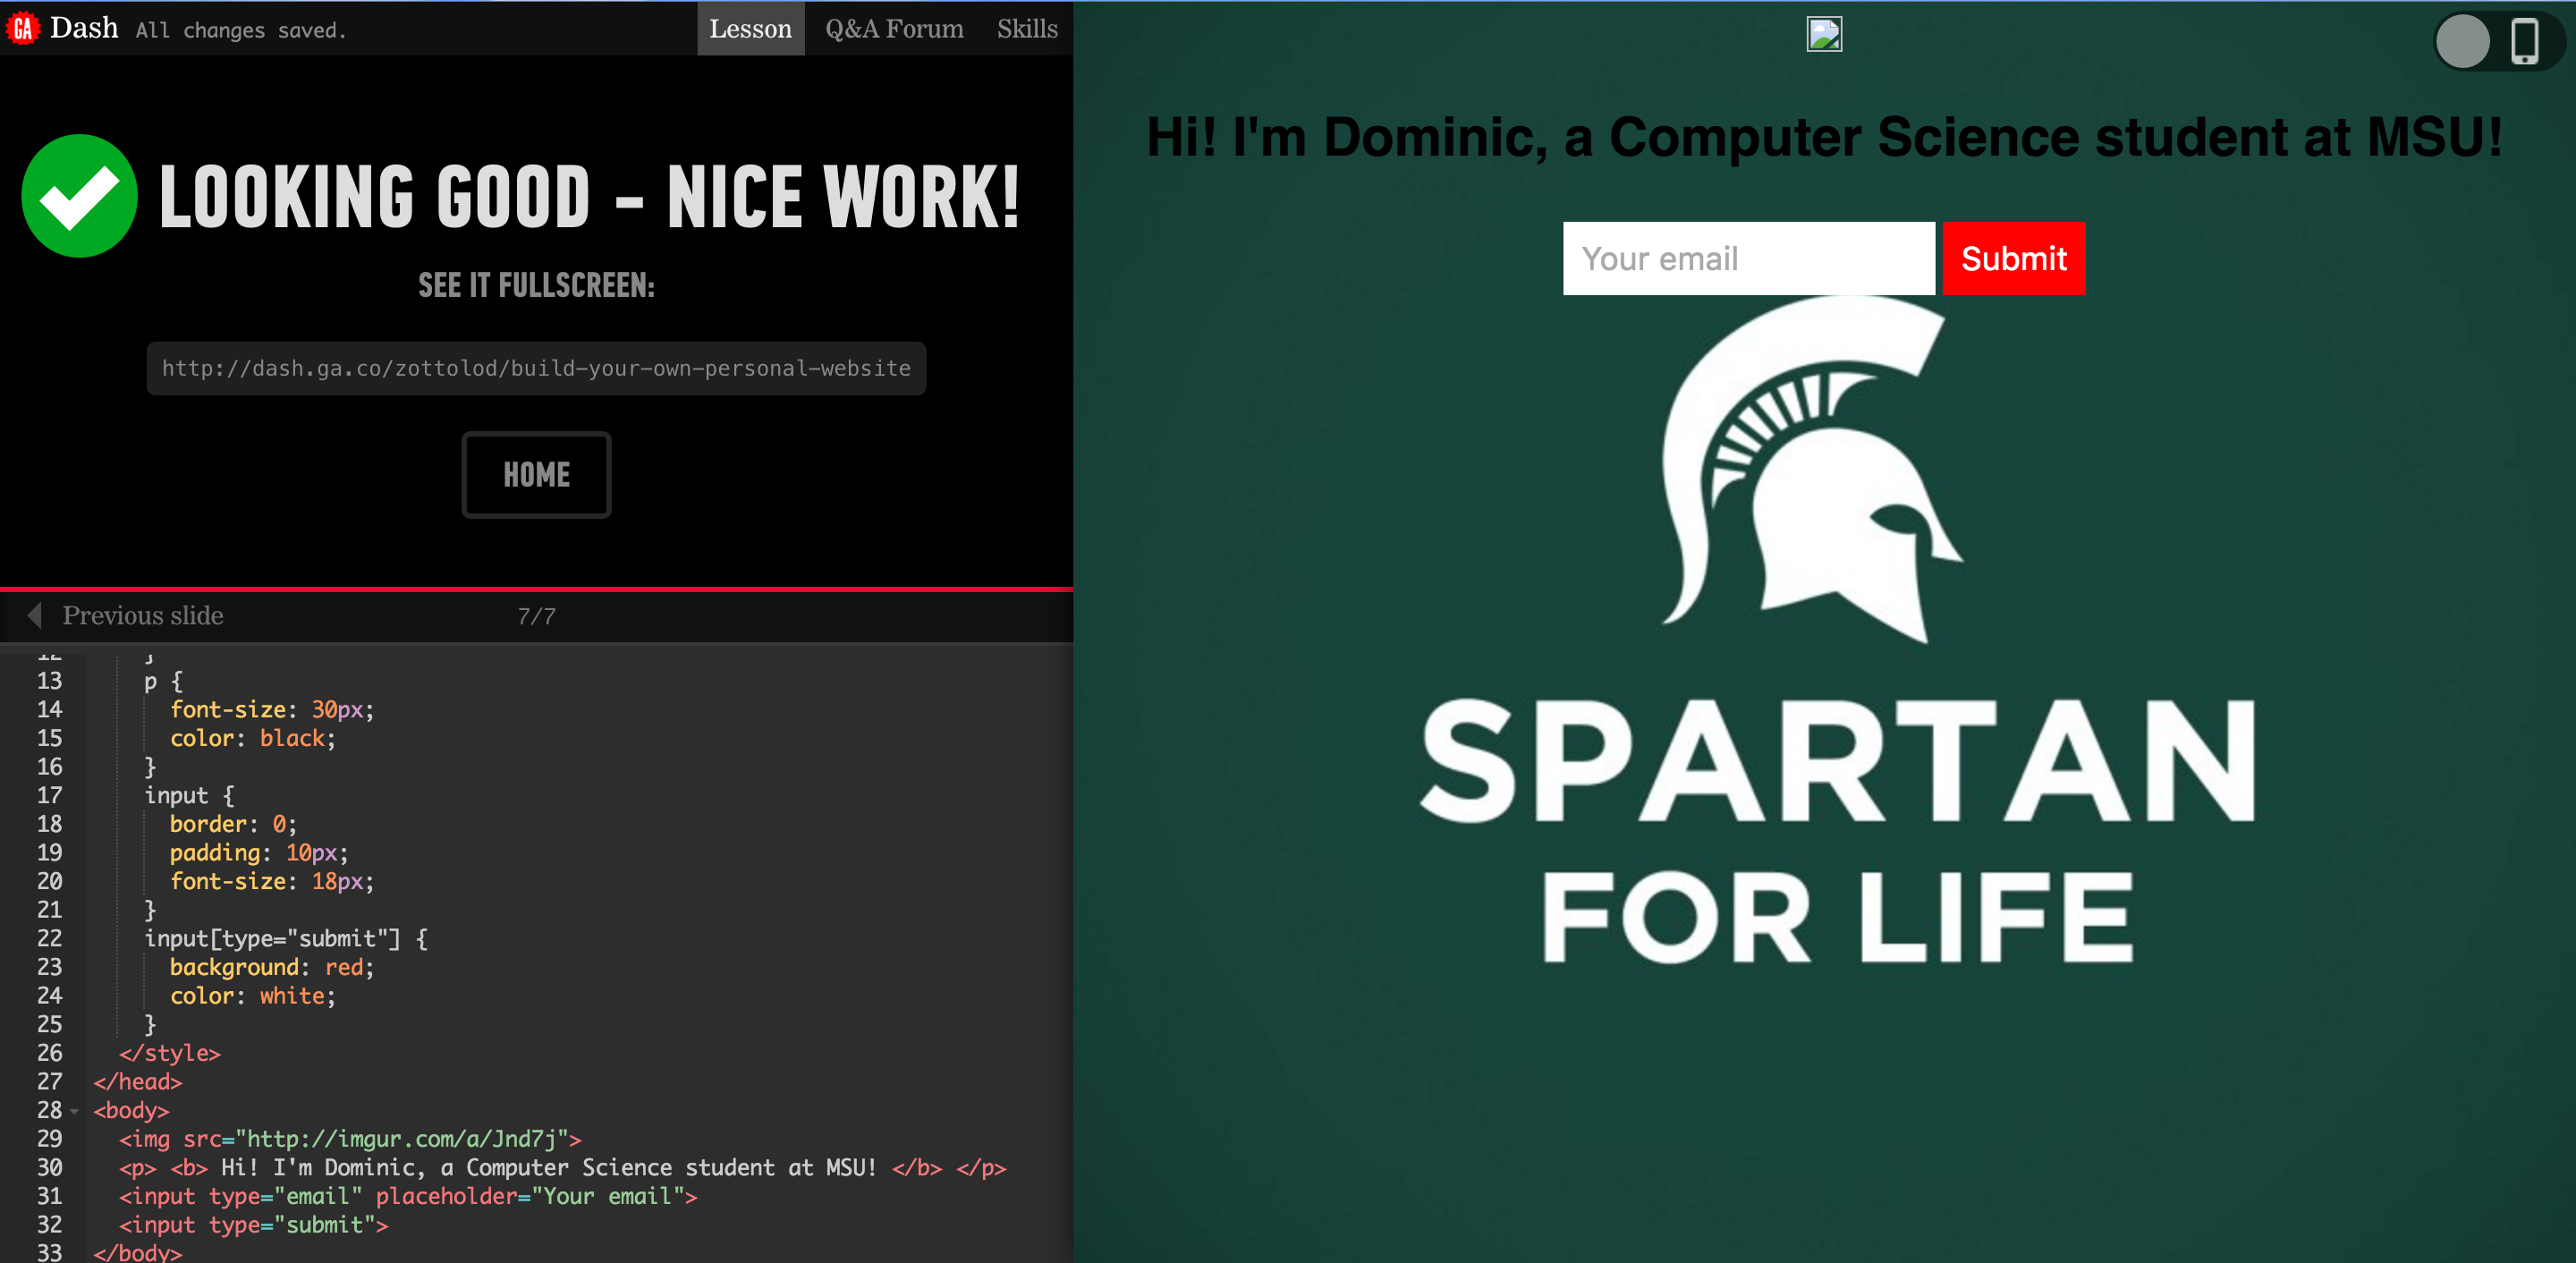 GA Dash All changes saved. Lesson Q&A Forum Skills
LOOKING GOOD - NICE WORK!
SEE IT FULLSCREEN:
http://dash.ga.co/zottolod/build-your-own-personal-website
HOME
Previous slide 7/7
12 }
13 p {
14 font-size: 30px;
15 color: black;
16 }
17 input {
18 border: 0;
19 padding: 10px;
20 font-size: 18px;
21 }
22 input[type="submit"] {
23 background: red;
24 color: white;
25 }
26 </style>
27 </head>
28 <body>
29 <img src="http://imgur.com/a/Jnd7j">
30 <p> <b> Hi! I'm Dominic, a Computer Science student at MSU! </b> </p>
31 <input type="email" placeholder="Your email">
32 <input type="submit">
33 </body>
Hi! I'm Dominic, a Computer Science student at MSU!
Your email Submit
SPARTAN
FOR LIFE